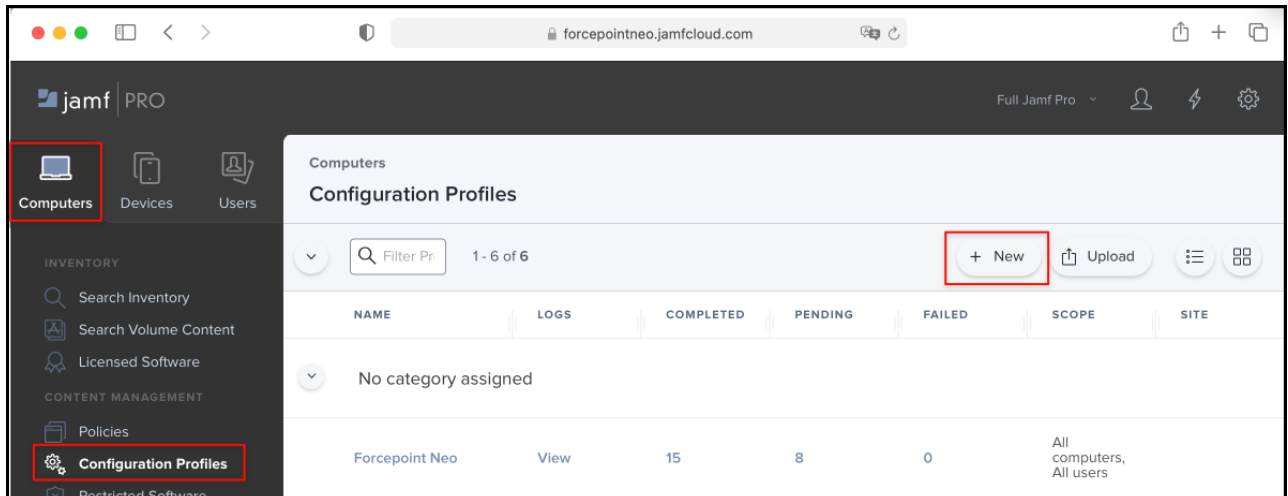 forcepointneo.jamfcloud.com
jamf PRO
Full Jamf Pro
Computers
Devices
Users
INVENTORY
Search Inventory
Search Volume Content
Licensed Software
CONTENT MANAGEMENT
Policies
Configuration Profiles
Restricted Software
Computers
Configuration Profiles
Filter Pr
1 - 6 of 6
+ New
Upload
NAME LOGS COMPLETED PENDING FAILED SCOPE SITE
No category assigned
Forcepoint Neo View 15 8 0 All computers, All users